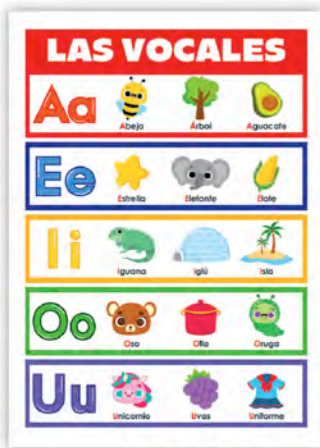 LAS VOCALES
Aa
Abeja Árbol Aguacate
Ee
Estrella Elefante Elote
Ii
Iguana Iglú Isla
Oo
Oso Olla Oruga
Uu
Unicornio Uvas Uniforme